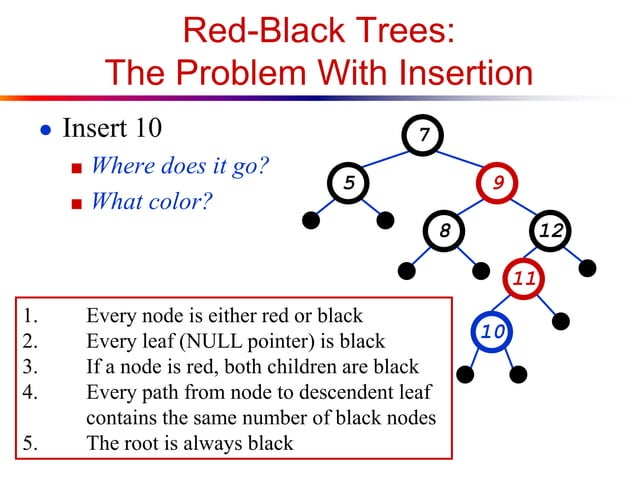 Red-Black Trees:
The Problem With Insertion
● Insert 10
■ Where does it go?
■ What color?
7
5
9
8
12
11
10
1. Every node is either red or black
2. Every leaf (NULL pointer) is black
3. If a node is red, both children are black
4. Every path from node to descendent leaf
contains the same number of black nodes
5. The root is always black